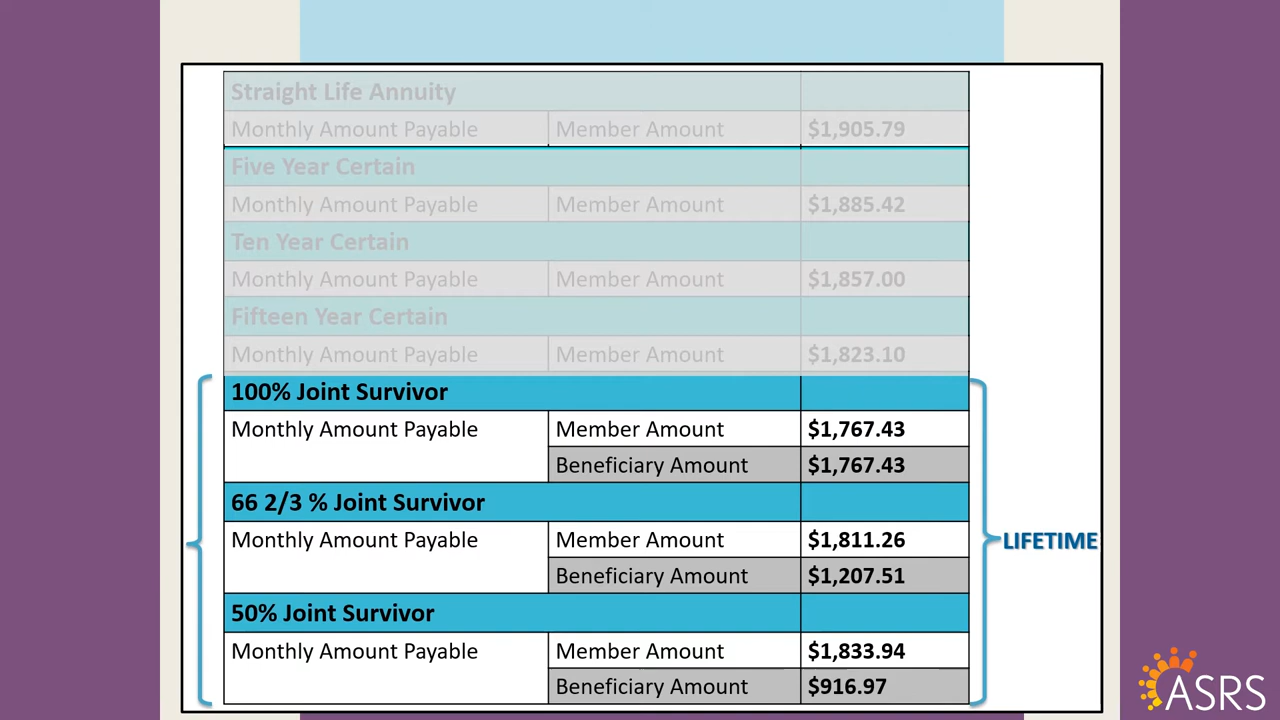 Straight Life Annuity
Monthly Amount Payable Member Amount $1,905.79
Five Year Certain
Monthly Amount Payable Member Amount $1,885.42
Ten Year Certain
Monthly Amount Payable Member Amount $1,857.00
Fifteen Year Certain
Monthly Amount Payable Member Amount $1,823.10
100% Joint Survivor
Monthly Amount Payable Member Amount $1,767.43
Beneficiary Amount $1,767.43
66 2/3 % Joint Survivor
Monthly Amount Payable Member Amount $1,811.26
LIFETIME
Beneficiary Amount $1,207.51
50% Joint Survivor
Monthly Amount Payable Member Amount $1,833.94
Beneficiary Amount $916.97
ASRS